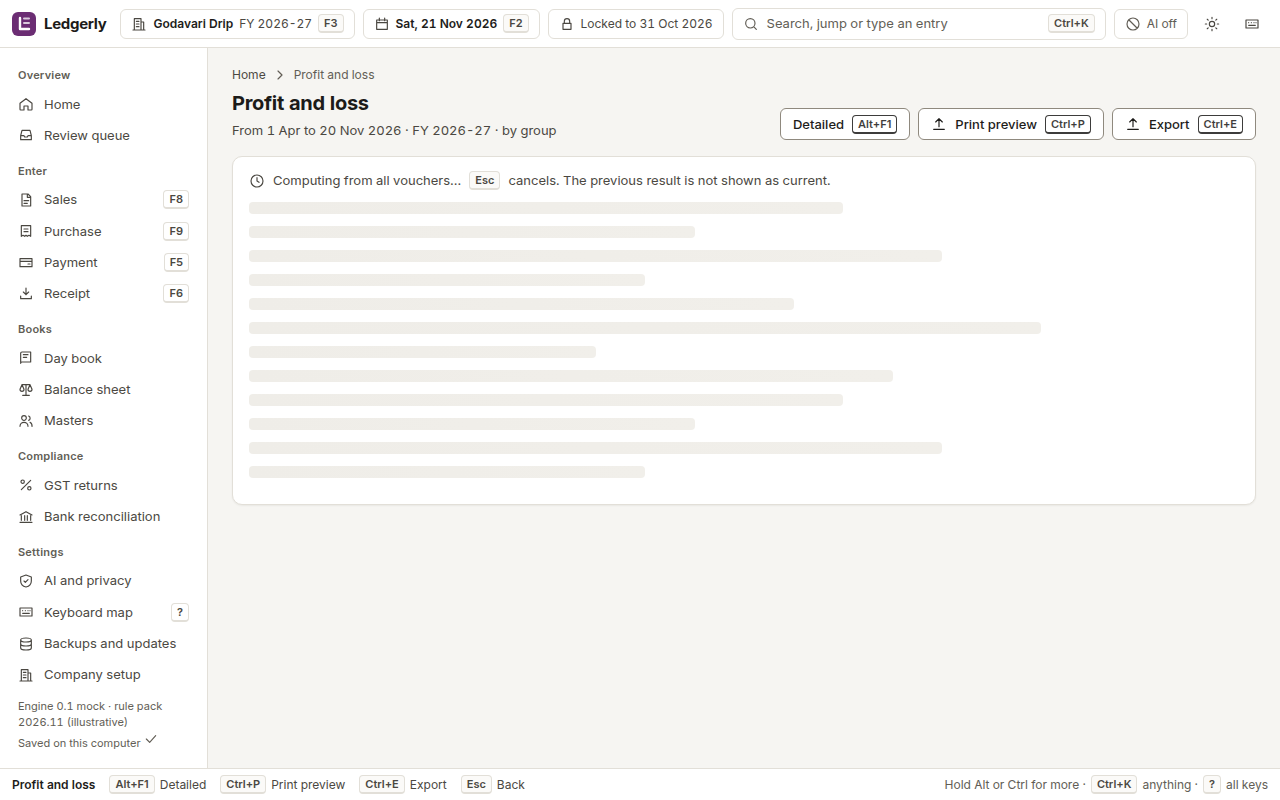 Ledgerly
Godavari Drip FY 2026-27 F3
Sat, 21 Nov 2026 F2
Locked to 31 Oct 2026
Search, jump or type an entry Ctrl+K
AI off
Overview
Home
Review queue
Enter
Sales F8
Purchase F9
Payment F5
Receipt F6
Books
Day book
Balance sheet
Masters
Compliance
GST returns
Bank reconciliation
Settings
AI and privacy
Keyboard map ?
Backups and updates
Company setup
Engine 0.1 mock · rule pack
2026.11 (illustrative)
Saved on this computer
Home Profit and loss
Profit and loss
From 1 Apr to 20 Nov 2026 · FY 2026-27 · by group
Detailed Alt+F1
Print preview Ctrl+P
Export Ctrl+E
Computing from all vouchers... Esc cancels. The previous result is not shown as current.
Profit and loss Alt+F1 Detailed Ctrl+P Print preview Ctrl+E Export Esc Back
Hold Alt or Ctrl for more · Ctrl+K anything · ? all keys